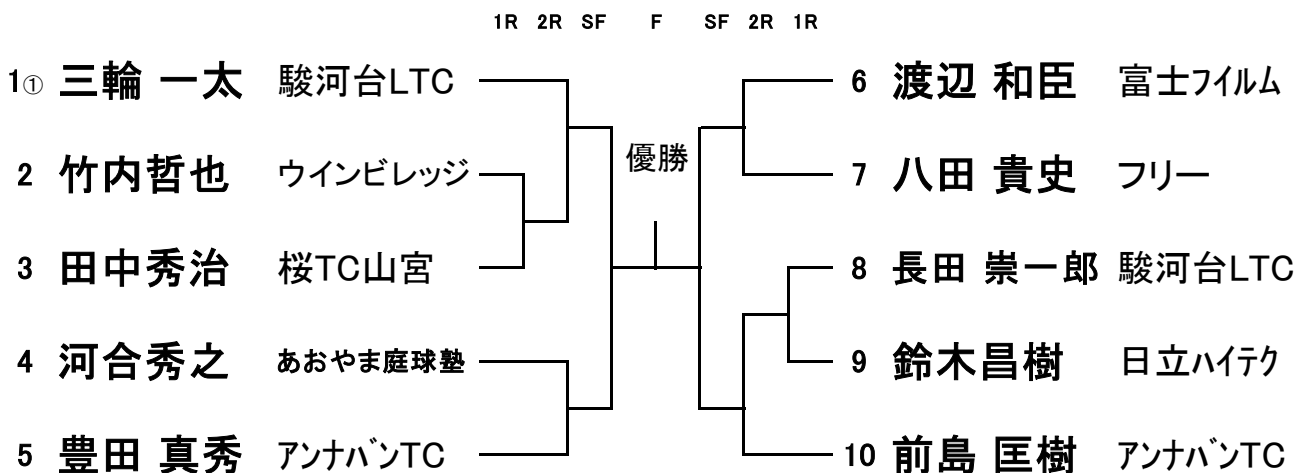 1R 2R SF F SF 2R 1R
1① 三輪 一太 駿河台LTC
2 竹内哲也 ウインビレッジ
3 田中秀治 桜TC山宮
4 河合秀之 あおやま庭球塾
5 豊田 真秀 アンナバンTC
優勝
6 渡辺 和臣 富士フイルム
7 八田 貴史 フリー
8 長田 崇一郎 駿河台LTC
9 鈴木昌樹 日立ハイテク
10 前島 匡樹 アンナバンTC